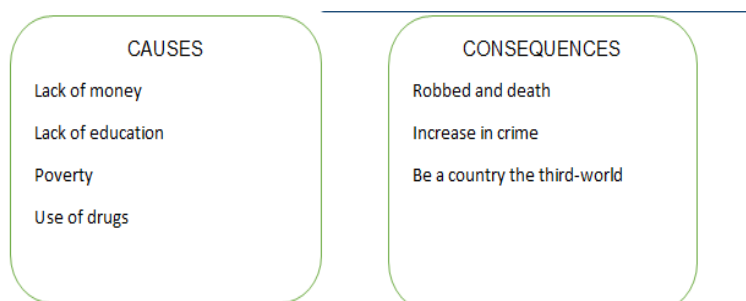 CAUSES
Lack of money
Lack of education
Poverty
Use of drugs
CONSEQUENCES
Robbed and death
Increase in crime
Be a country the third-world